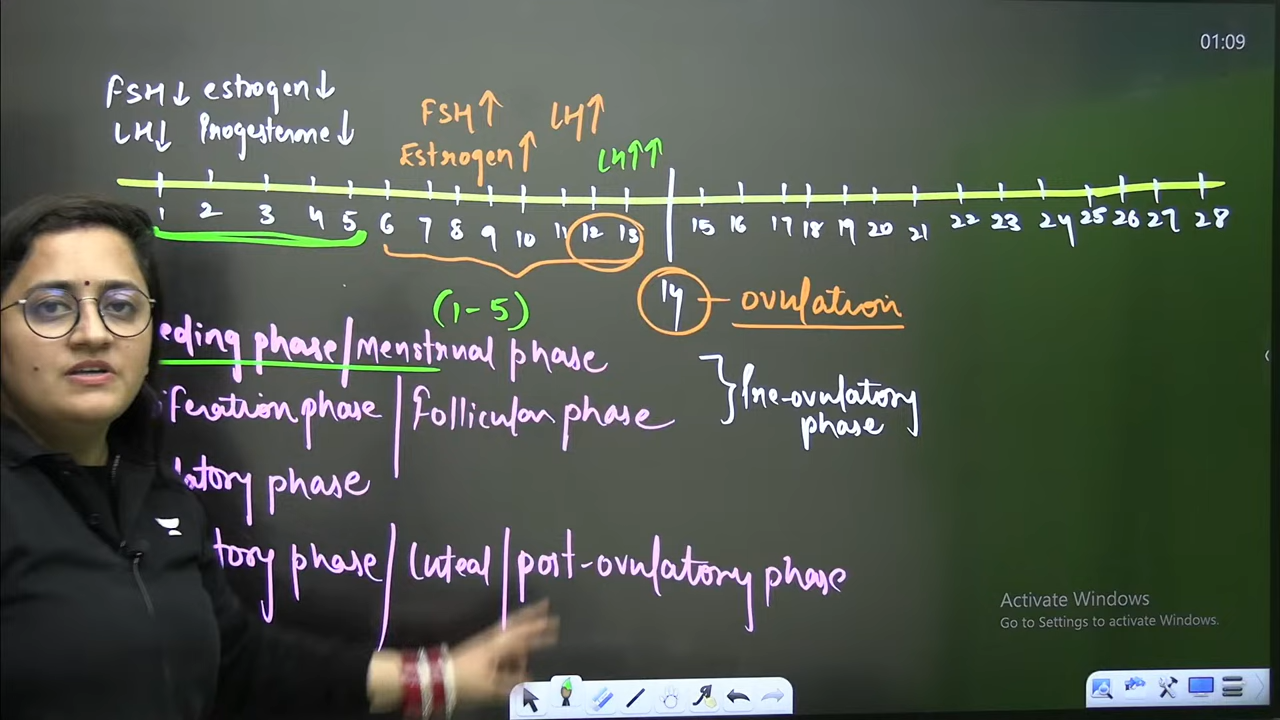 01:09
FSH↓ estrogen↓
LH↓ Progesterone↓
FSH↑ LH↑
Estrogen↑ LH↑↑
1 2 3 4 5 6 7 8 9 10 11 12 13 15 16 17 18 19 20 21 22 23 24 25 26 27 28
14 - ovulation
(1-5)
eding phase/Menstrual phase
iferation phase | Follicular phase
} Pre-ovulatory
phase
latory phase
tory phase/ luteal / post-ovulatory phase
Activate Windows
Go to Settings to activate Windows.